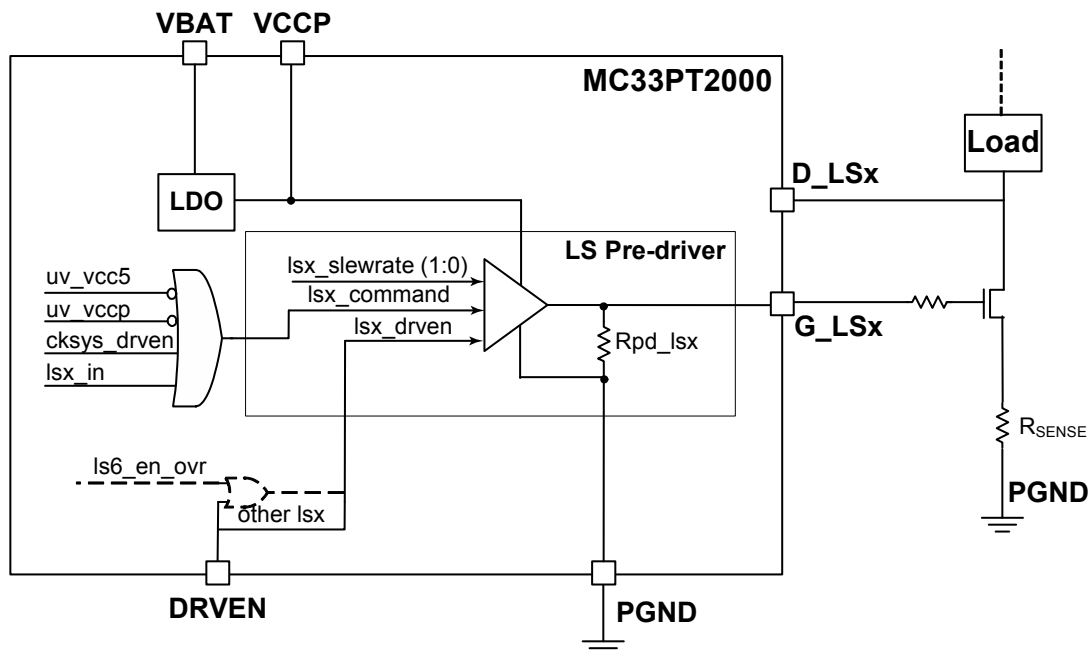 VBAT VCCP
MC33PT2000
Load
D_LSx
LDO
LS Pre-driver
uv_vcc5
lsx_slewrate (1:0)
lsx_command
uv_vccp
lsx_drven
G_LSx
cksys_drven
Rpd_lsx
lsx_in
RSENSE
ls6_en_ovr
PGND
other lsx
DRVEN
PGND